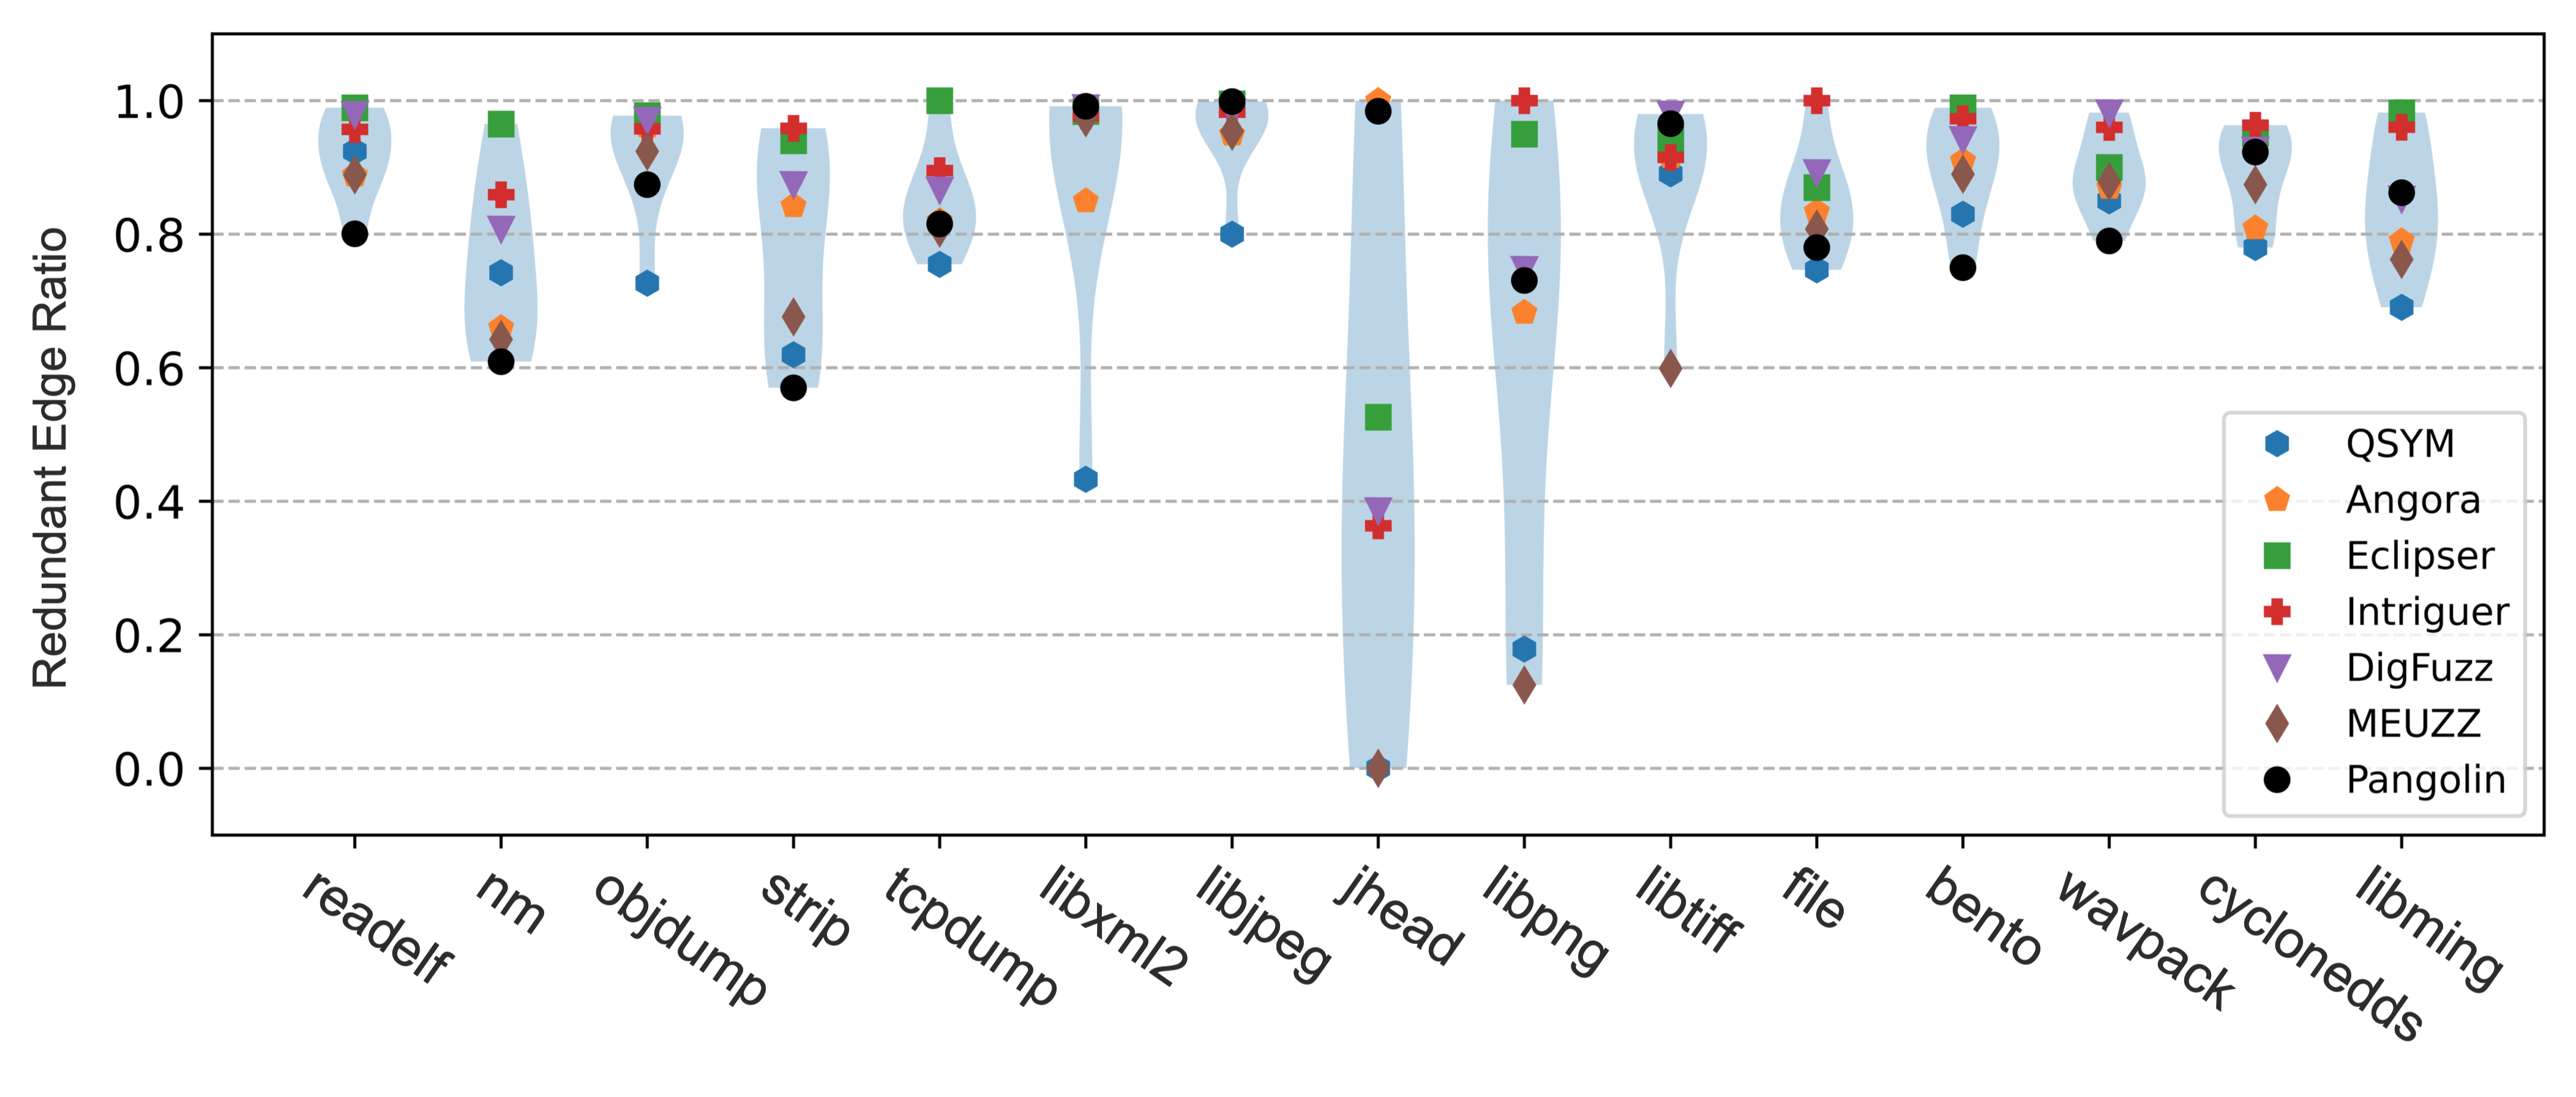 Redundant Edge Ratio
1.0
0.8
0.6
0.4
0.2
0.0
QSYM
Angora
Eclipser
Intriguer
DigFuzz
MEUZZ
Pangolin
readelf
nm
objdump
strip
tcpdump
libxml2
libjpeg
jhead
libpng
libtiff
file
bento
wavpack
cyclonedds
libming